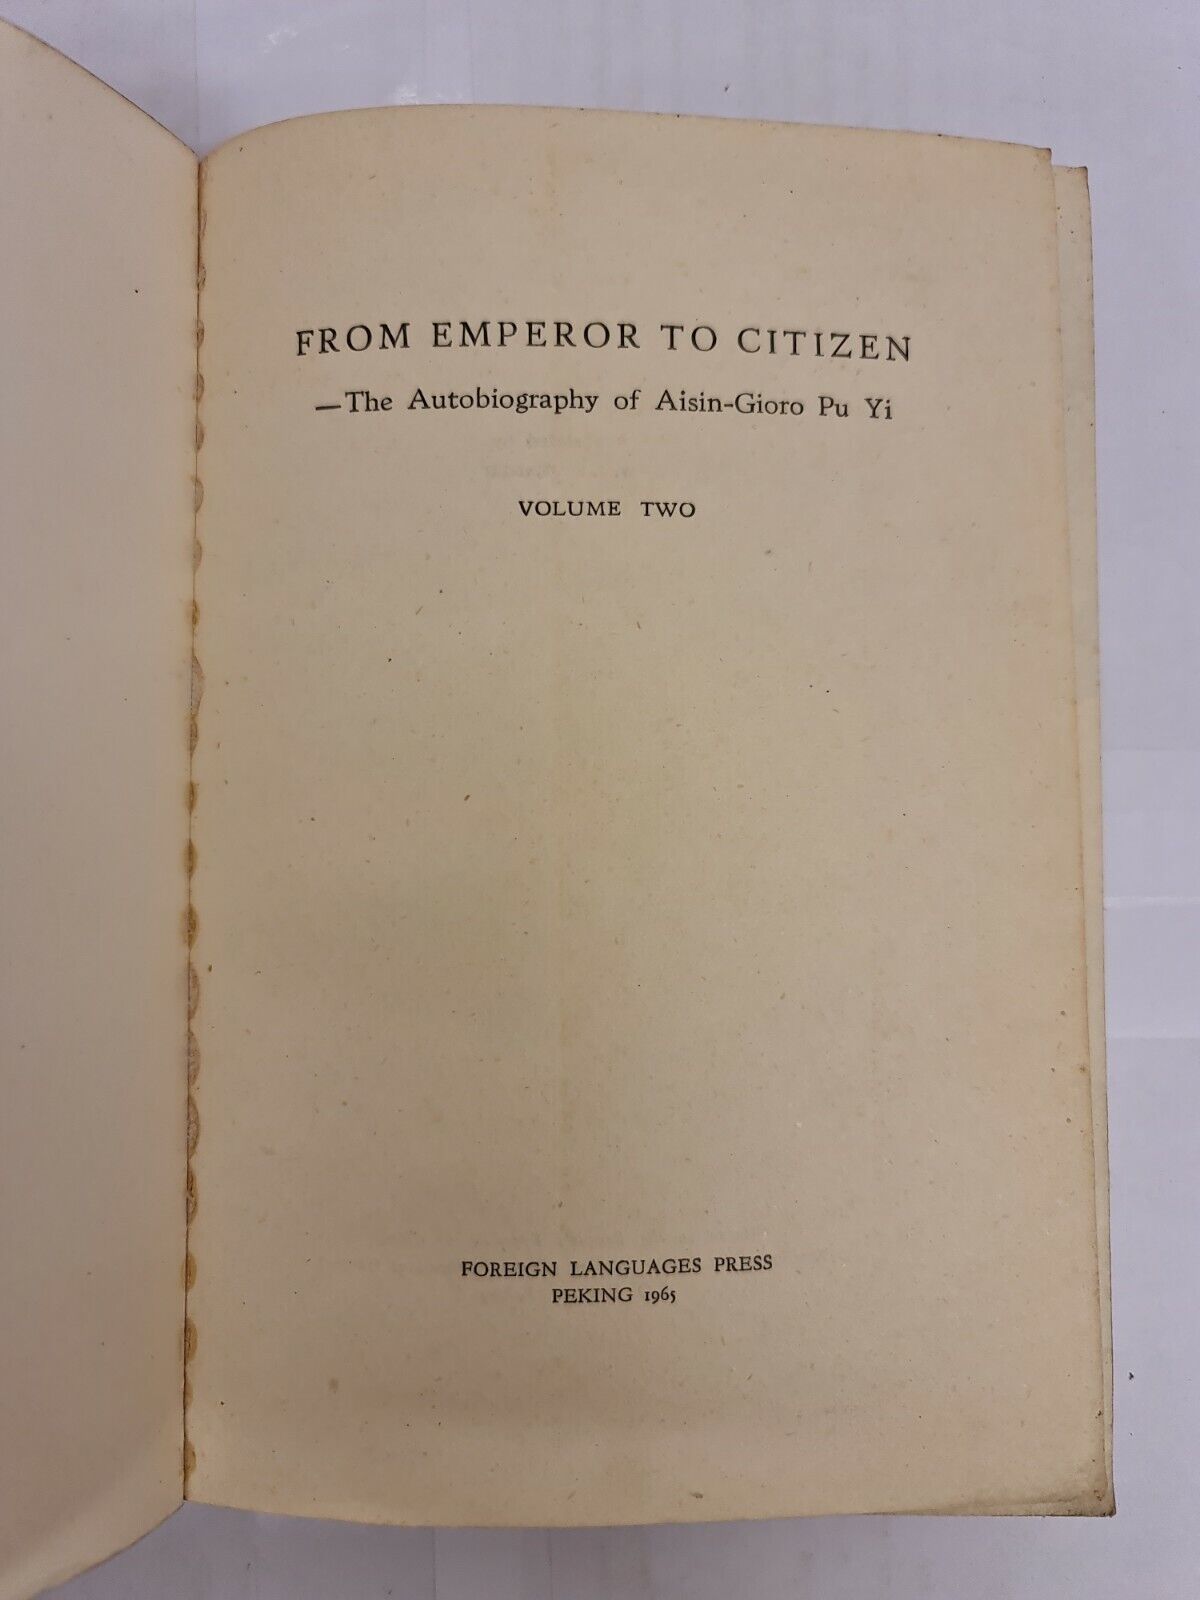 FROM EMPEROR TO CITIZEN
—The Autobiography of Aisin-Gioro Pu Yi
VOLUME TWO
FOREIGN LANGUAGES PRESS
PEKING 1965